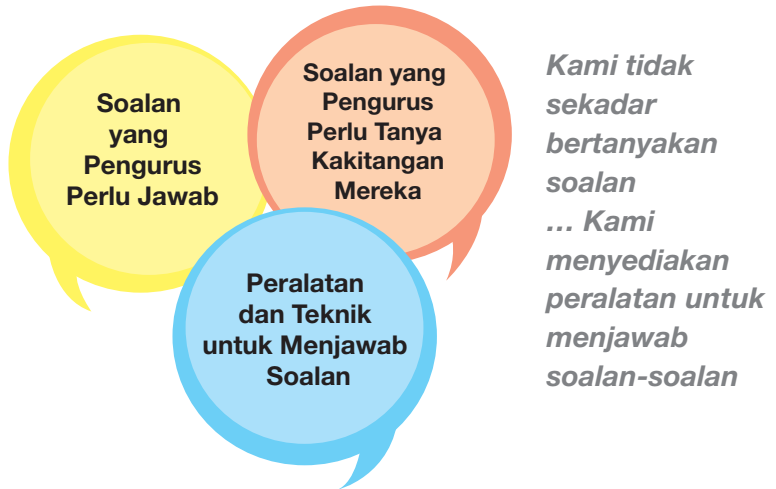 Soalan
yang
Pengurus
Perlu Jawab
Soalan yang
Pengurus
Perlu Tanya
Kakitangan
Mereka
Peralatan
dan Teknik
untuk Menjawab
Soalan
Kami tidak
sekadar
bertanyakan
soalan
... Kami
menyediakan
peralatan untuk
menjawab
soalan-soalan